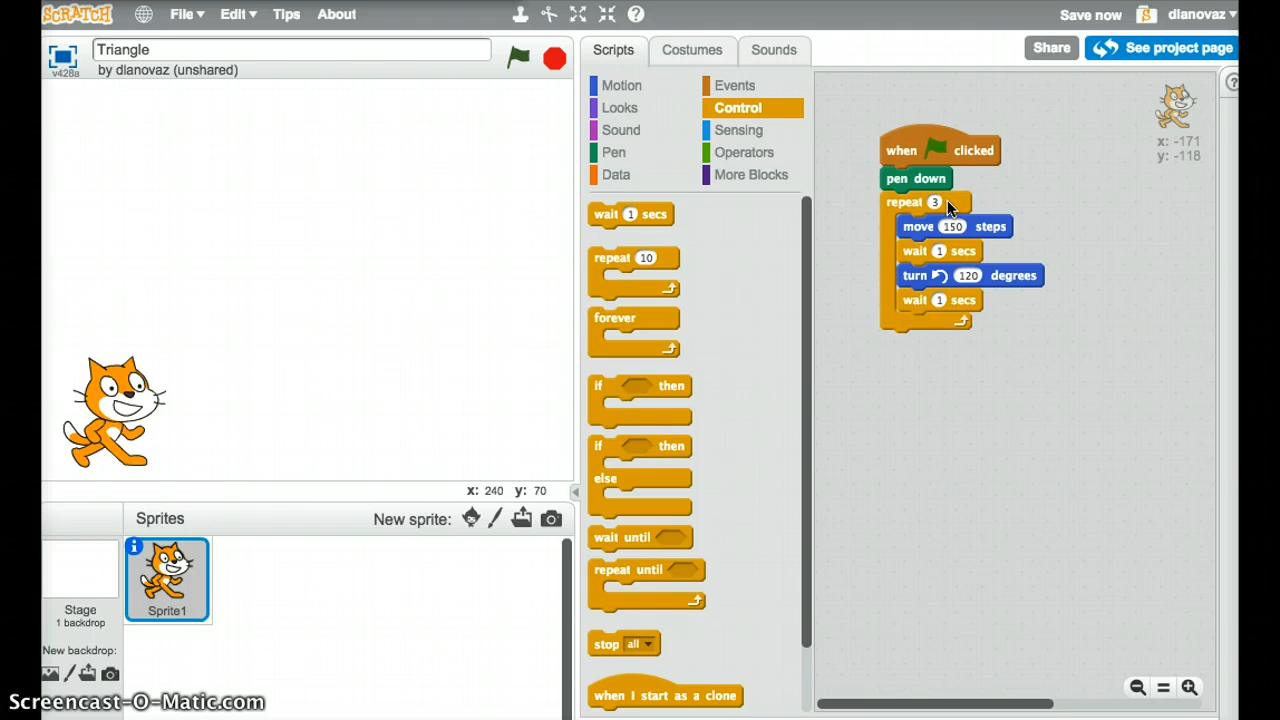 SCRATCH File▼ Edit▼ Tips About Save now dianovaz▼
v428a
Triangle
by dianovaz (unshared)
Scripts Costumes Sounds
Share See project page
Motion Events
Looks Control
Sound Sensing
Pen Operators
Data More Blocks
wait 1 secs
repeat 10
forever
if then
if then
else
wait until
repeat until
stop all▼
when I start as a clone
when clicked
pen down
repeat 3
move 150 steps
wait 1 secs
turn 120 degrees
wait 1 secs
x: -171
y: -118
x: 240 y: 70
Sprites New sprite:
Sprite1
Stage
1 backdrop
New backdrop:
Screencast-O-Matic.com